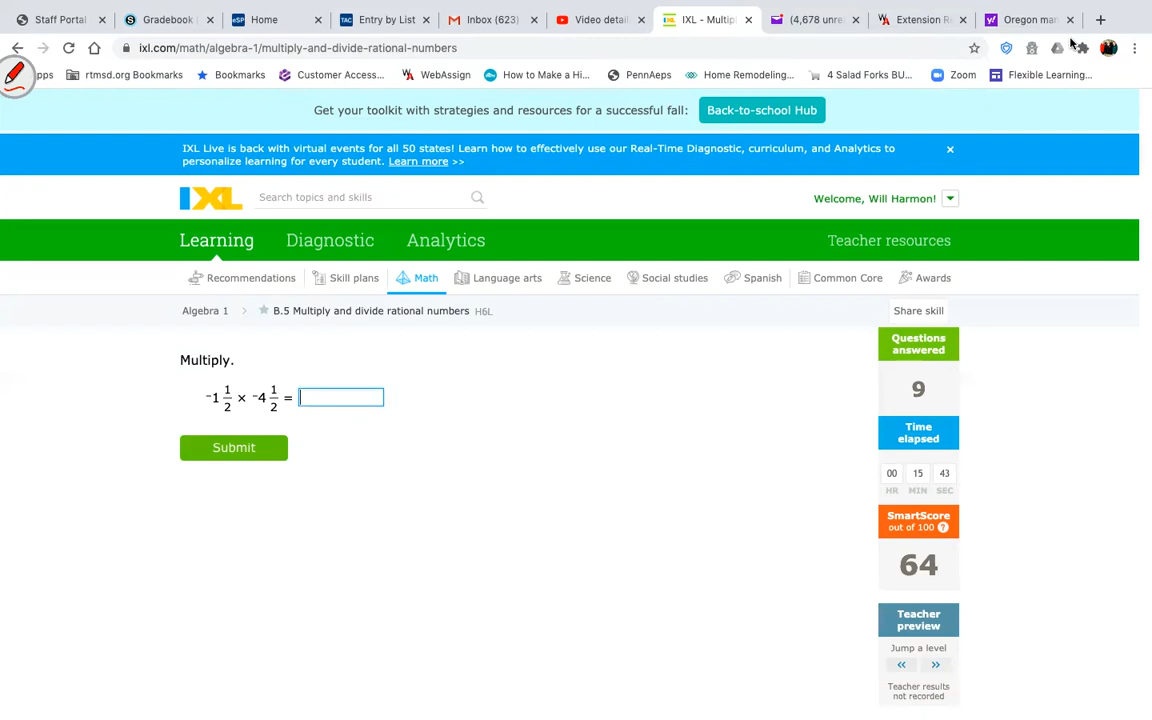 Staff Portal
Gradebook
Home
Entry by List
Inbox (623)
Video detail
IXL - Multipl
(4,678 unre
Extension R
Oregon man
ixl.com/math/algebra-1/multiply-and-divide-rational-numbers
pps
rtmsd.org Bookmarks
Bookmarks
Customer Access...
WebAssign
How to Make a Hi...
PennAeps
Home Remodeling...
4 Salad Forks BU...
Zoom
Flexible Learning...
Get your toolkit with strategies and resources for a successful fall: Back-to-school Hub
IXL Live is back with virtual events for all 50 states! Learn how to effectively use our Real-Time Diagnostic, curriculum, and Analytics to
personalize learning for every student. Learn more >>
IXL
Search topics and skills
Welcome, Will Harmon!
Learning
Diagnostic
Analytics
Teacher resources
Recommendations
Skill plans
Math
Language arts
Science
Social studies
Spanish
Common Core
Awards
Algebra 1 > B.5 Multiply and divide rational numbers H6L
Share skill
Multiply.
-1 1/2 × -4 1/2 =
Submit
Questions
answered
9
Time
elapsed
00 15 43
HR MIN SEC
SmartScore
out of 100 ?
64
Teacher
preview
Jump a level
« »
Teacher results
not recorded